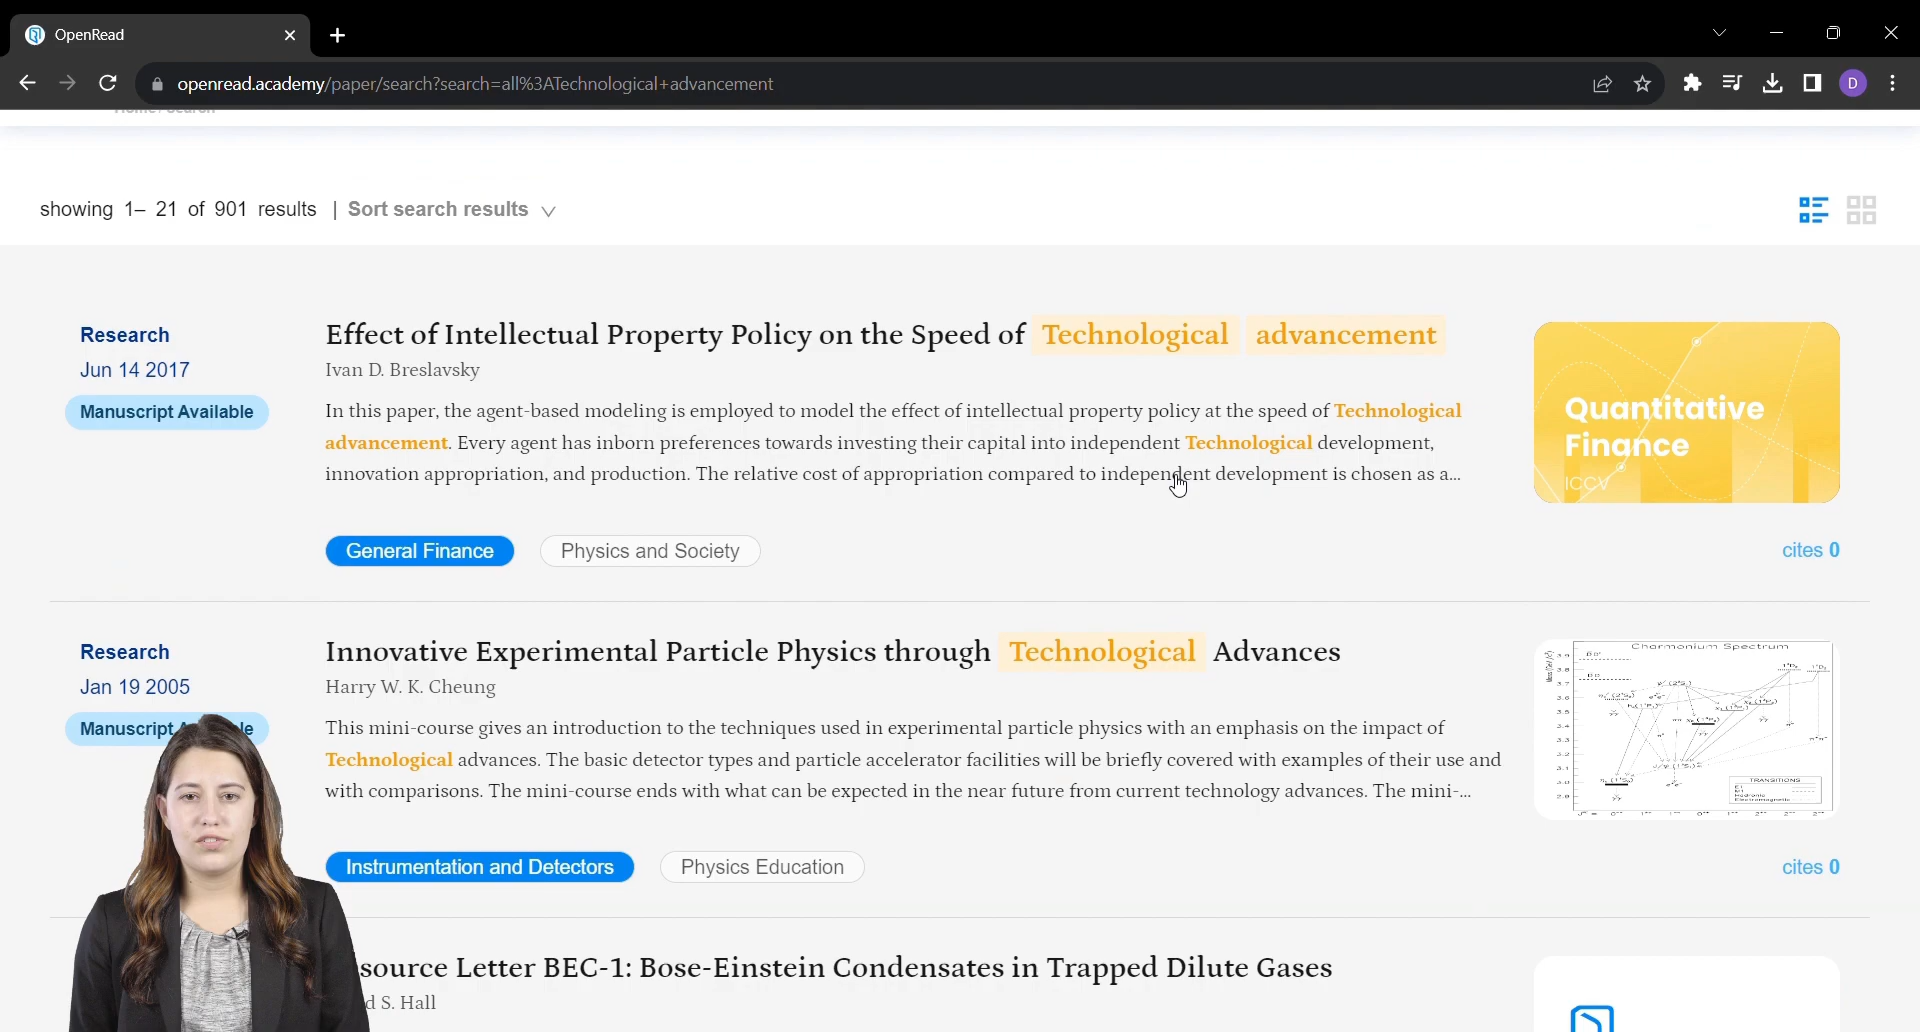 OpenRead
openread.academy/paper/search?search=all%3ATechnological+advancement
D
showing 1– 21 of 901 results | Sort search results
Research
Jun 14 2017
Manuscript Available
Effect of Intellectual Property Policy on the Speed of Technological advancement
Ivan D. Breslavsky
In this paper, the agent-based modeling is employed to model the effect of intellectual property policy at the speed of Technological
advancement. Every agent has inborn preferences towards investing their capital into independent Technological development,
innovation appropriation, and production. The relative cost of appropriation compared to independent development is chosen as a...
General Finance
Physics and Society
Quantitative
Finance
ICCV
cites 0
Research
Jan 19 2005
Manuscript
Innovative Experimental Particle Physics through Technological Advances
Harry W. K. Cheung
This mini-course gives an introduction to the techniques used in experimental particle physics with an emphasis on the impact of
Technological advances. The basic detector types and particle accelerator facilities will be briefly covered with examples of their use and
with comparisons. The mini-course ends with what can be expected in the near future from current technology advances. The mini-...
Instrumentation and Detectors
Physics Education
Charmonium Spectrum
TRANSITIONS
cites 0
source Letter BEC-1: Bose-Einstein Condensates in Trapped Dilute Gases
d S. Hall